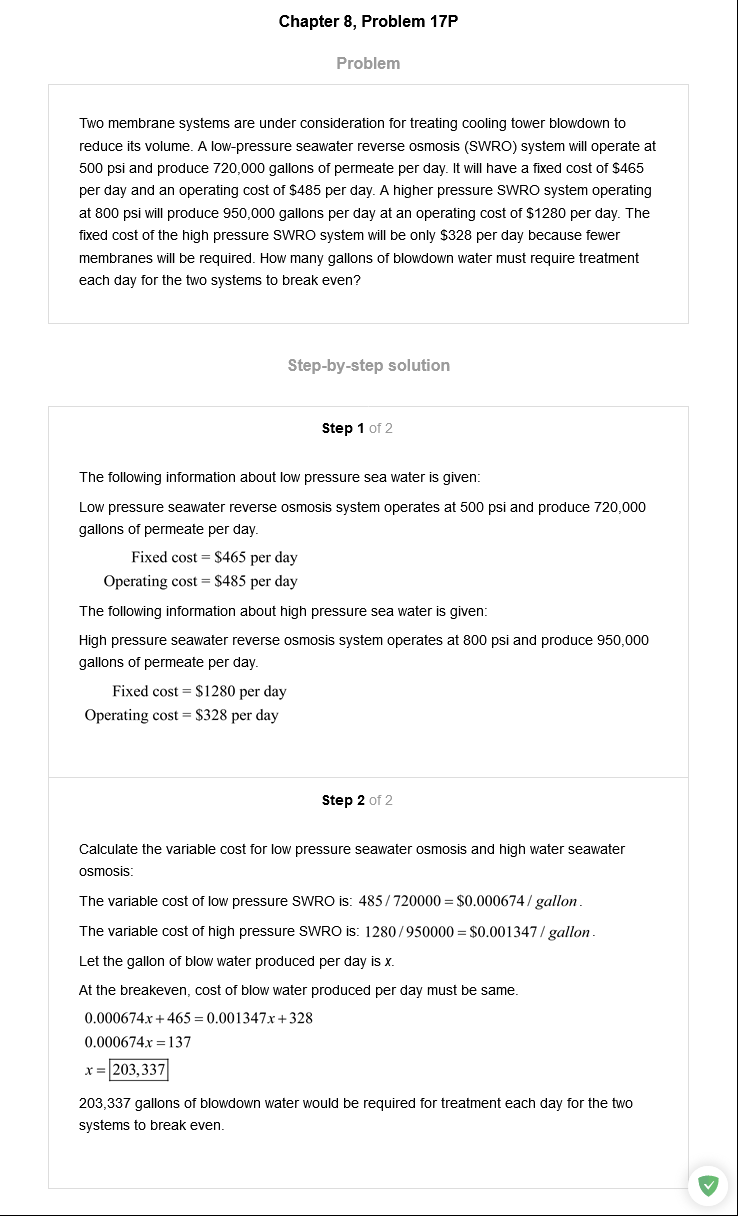 Chapter 8, Problem 17P
Problem
Two membrane systems are under consideration for treating cooling tower blowdown to
reduce its volume. A low-pressure seawater reverse osmosis (SWRO) system will operate at
500 psi and produce 720,000 gallons of permeate per day. It will have a fixed cost of $465
per day and an operating cost of $485 per day. A higher pressure SWRO system operating
at 800 psi will produce 950,000 gallons per day at an operating cost of $1280 per day. The
fixed cost of the high pressure SWRO system will be only $328 per day because fewer
membranes will be required. How many gallons of blowdown water must require treatment
each day for the two systems to break even?
Step-by-step solution
Step 1 of 2
The following information about low pressure sea water is given:
Low pressure seawater reverse osmosis system operates at 500 psi and produce 720,000
gallons of permeate per day.
Fixed cost = $465 per day
Operating cost = $485 per day
The following information about high pressure sea water is given:
High pressure seawater reverse osmosis system operates at 800 psi and produce 950,000
gallons of permeate per day.
Fixed cost = $1280 per day
Operating cost = $328 per day
Step 2 of 2
Calculate the variable cost for low pressure seawater osmosis and high water seawater
osmosis:
The variable cost of low pressure SWRO is: 485 / 720000 = $0.000674 / gallon.
The variable cost of high pressure SWRO is: 1280 / 950000 = $0.001347 / gallon.
Let the gallon of blow water produced per day is x.
At the breakeven, cost of blow water produced per day must be same.
0.000674x + 465 = 0.001347x + 328
0.000674x = 137
x = 203,337
203,337 gallons of blowdown water would be required for treatment each day for the two
systems to break even.